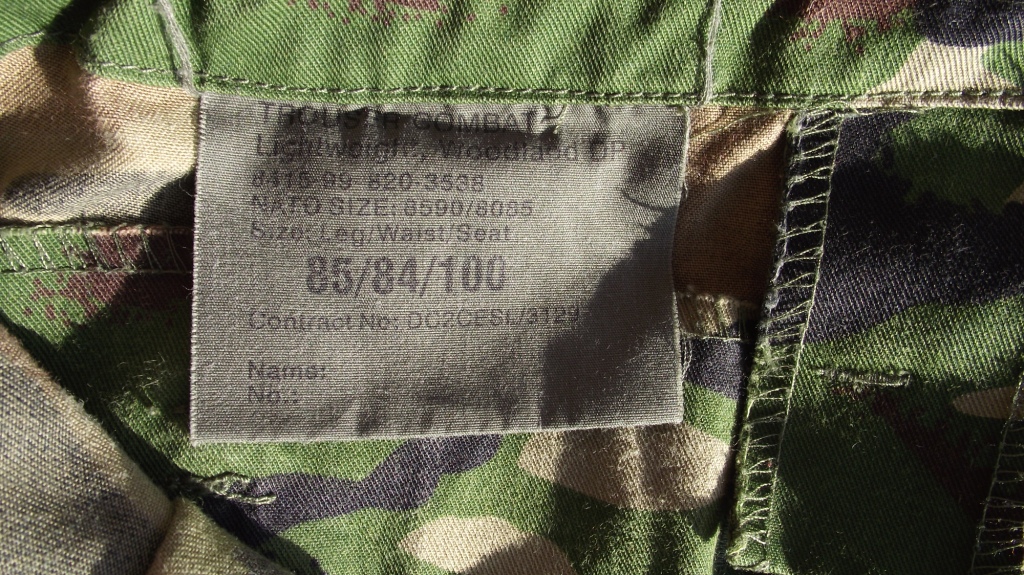 TROUSERS COMBAT
Lightweight, Woodland DP
8415-99-820-3538
NATO SIZE: 8590/8085
Size: Leg/Waist/Seat
85/84/100
Contract No: DC2CESL/3129
Name:
No.: